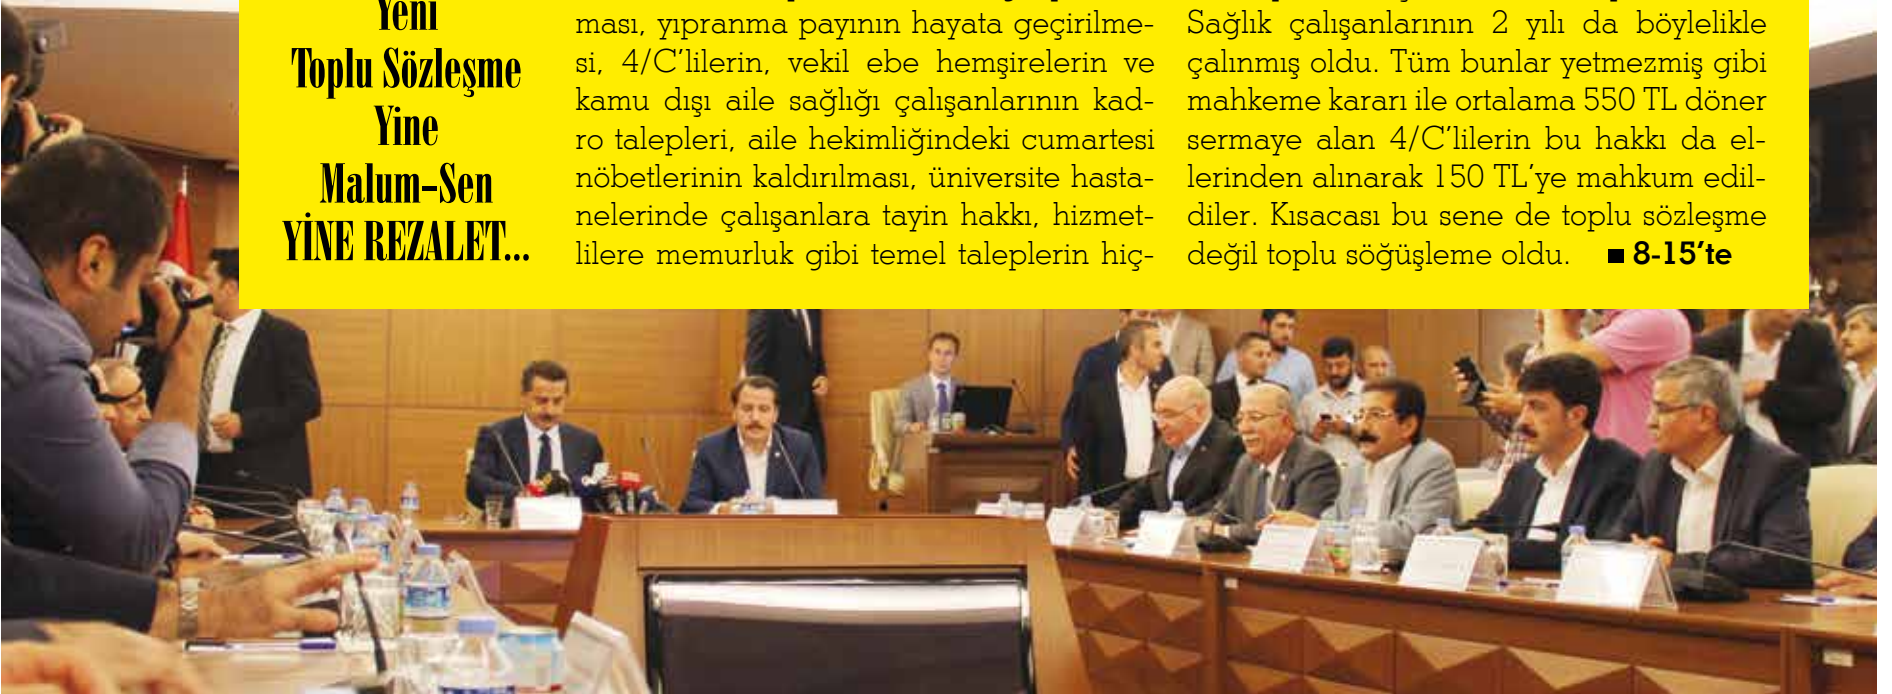 Yeni
Toplu Sözleşme
Yine
Malum-Sen
YİNE REZALET...
ması, yıpranma payının hayata geçirilme-
si, 4/C'lilerin, vekil ebe hemşirelerin ve
kamu dışı aile sağlığı çalışanlarının kad-
ro talepleri, aile hekimliğindeki cumartesi
nöbetlerinin kaldırılması, üniversite hasta-
nelerinde çalışanlara tayin hakkı, hizmet-
lilere memurluk gibi temel taleplerin hiç-
Sağlık çalışanlarının 2 yılı da böylelikle
çalınmış oldu. Tüm bunlar yetmezmiş gibi
mahkeme kararı ile ortalama 550 TL döner
sermaye alan 4/C'lilerin bu hakkı da el-
lerinden alınarak 150 TL'ye mahkum edil-
diler. Kısacası bu sene de toplu sözleşme
değil toplu söğüşleme oldu. ■ 8-15'te